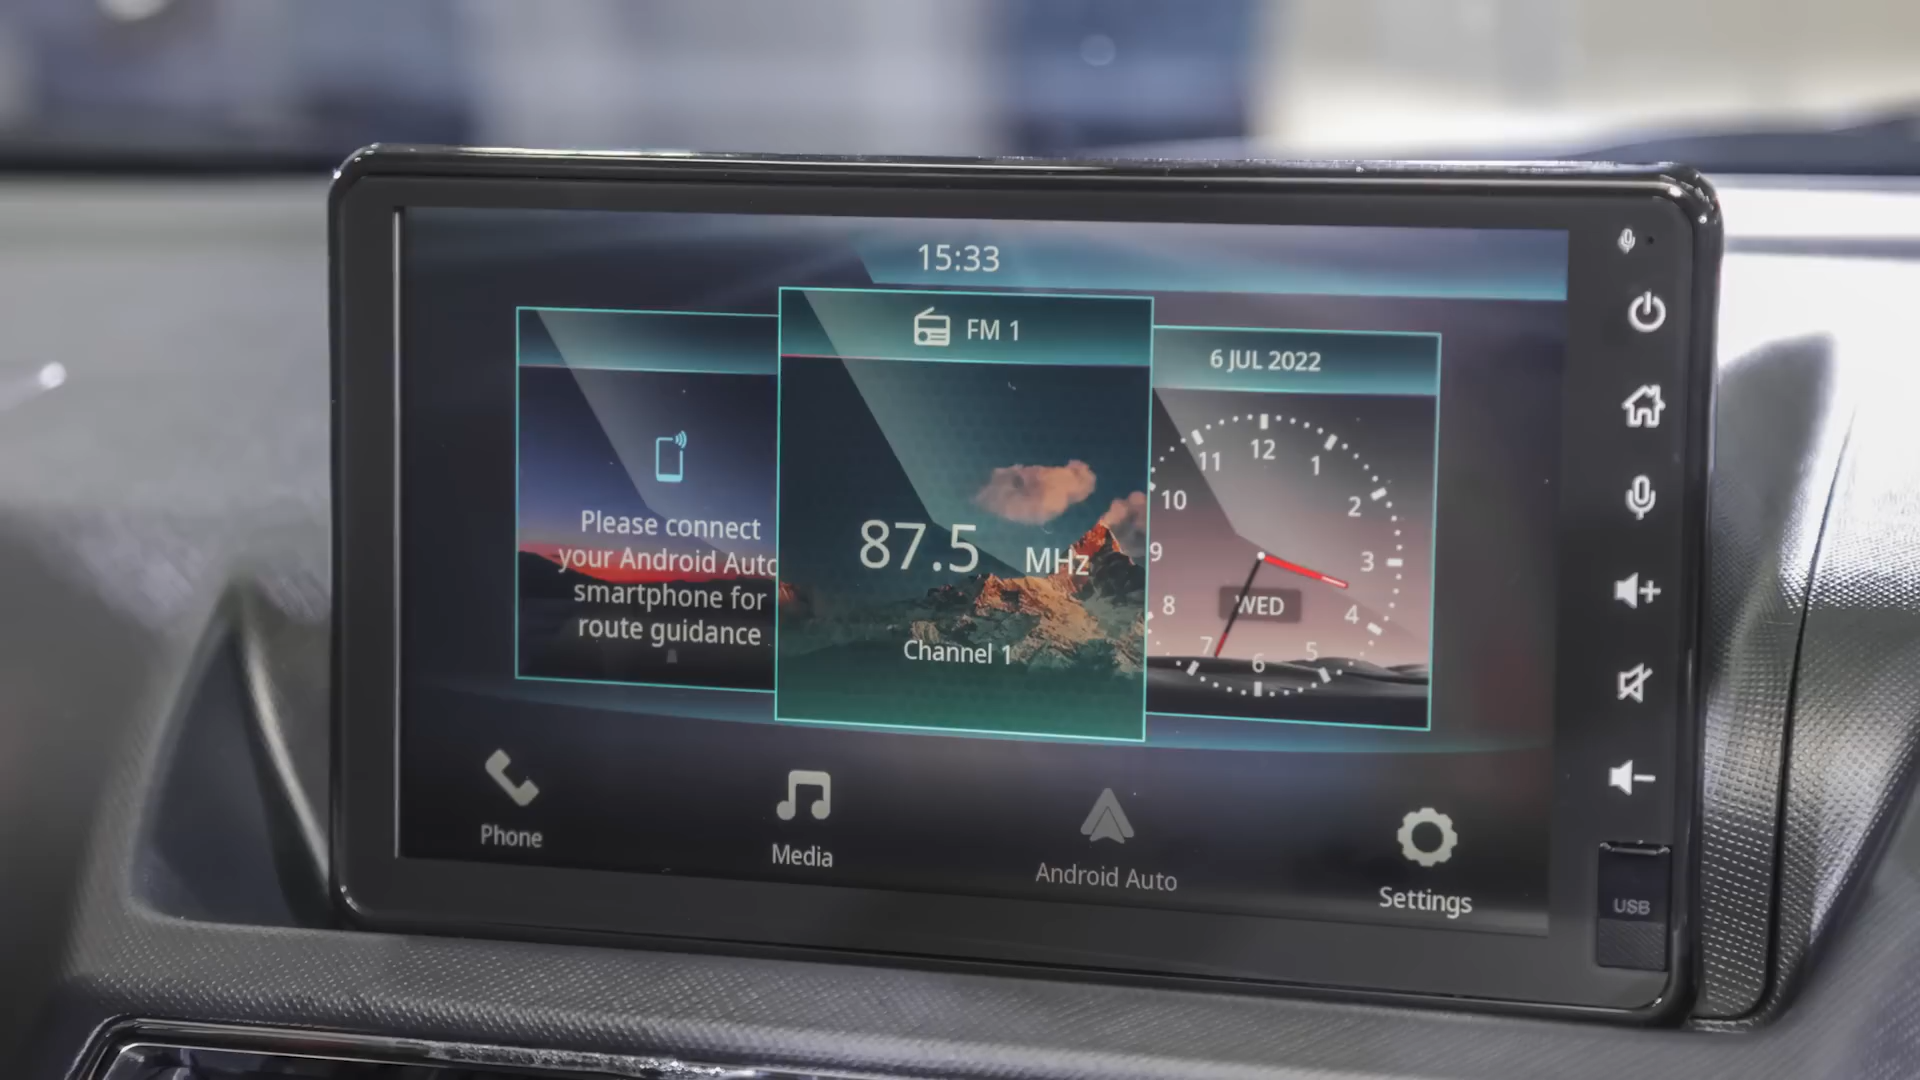 15:33
Please connect
your Android Auto
smartphone for
route guidance
FM 1
87.5 MHz
Channel 1
6 JUL 2022
12
1
2
3
4
5
6
7
8
9
10
11
WED
Phone
Media
Android Auto
Settings
USB